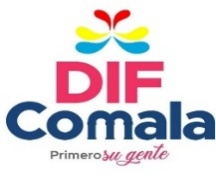 DIF
Comala
Primero su gente